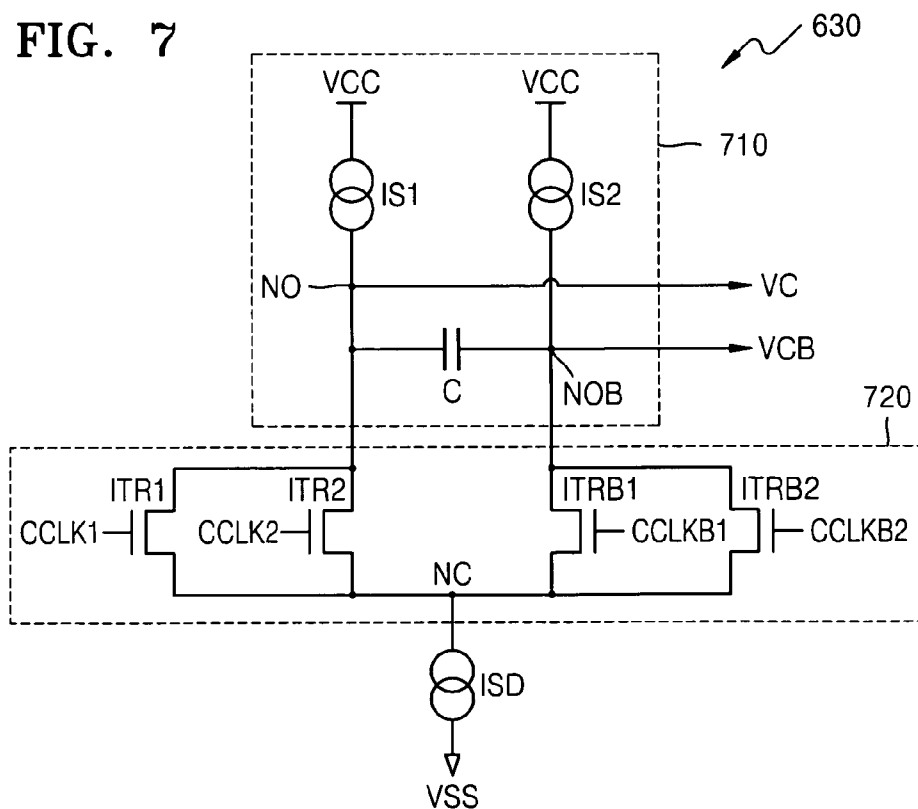 FIG. 7
630
VCC
VCC
710
IS1
IS2
NO
VC
VCB
C
NOB
720
ITR1
ITR2
ITRB1
ITRB2
CCLK1
CCLK2
CCLKB1
CCLKB2
NC
ISD
VSS